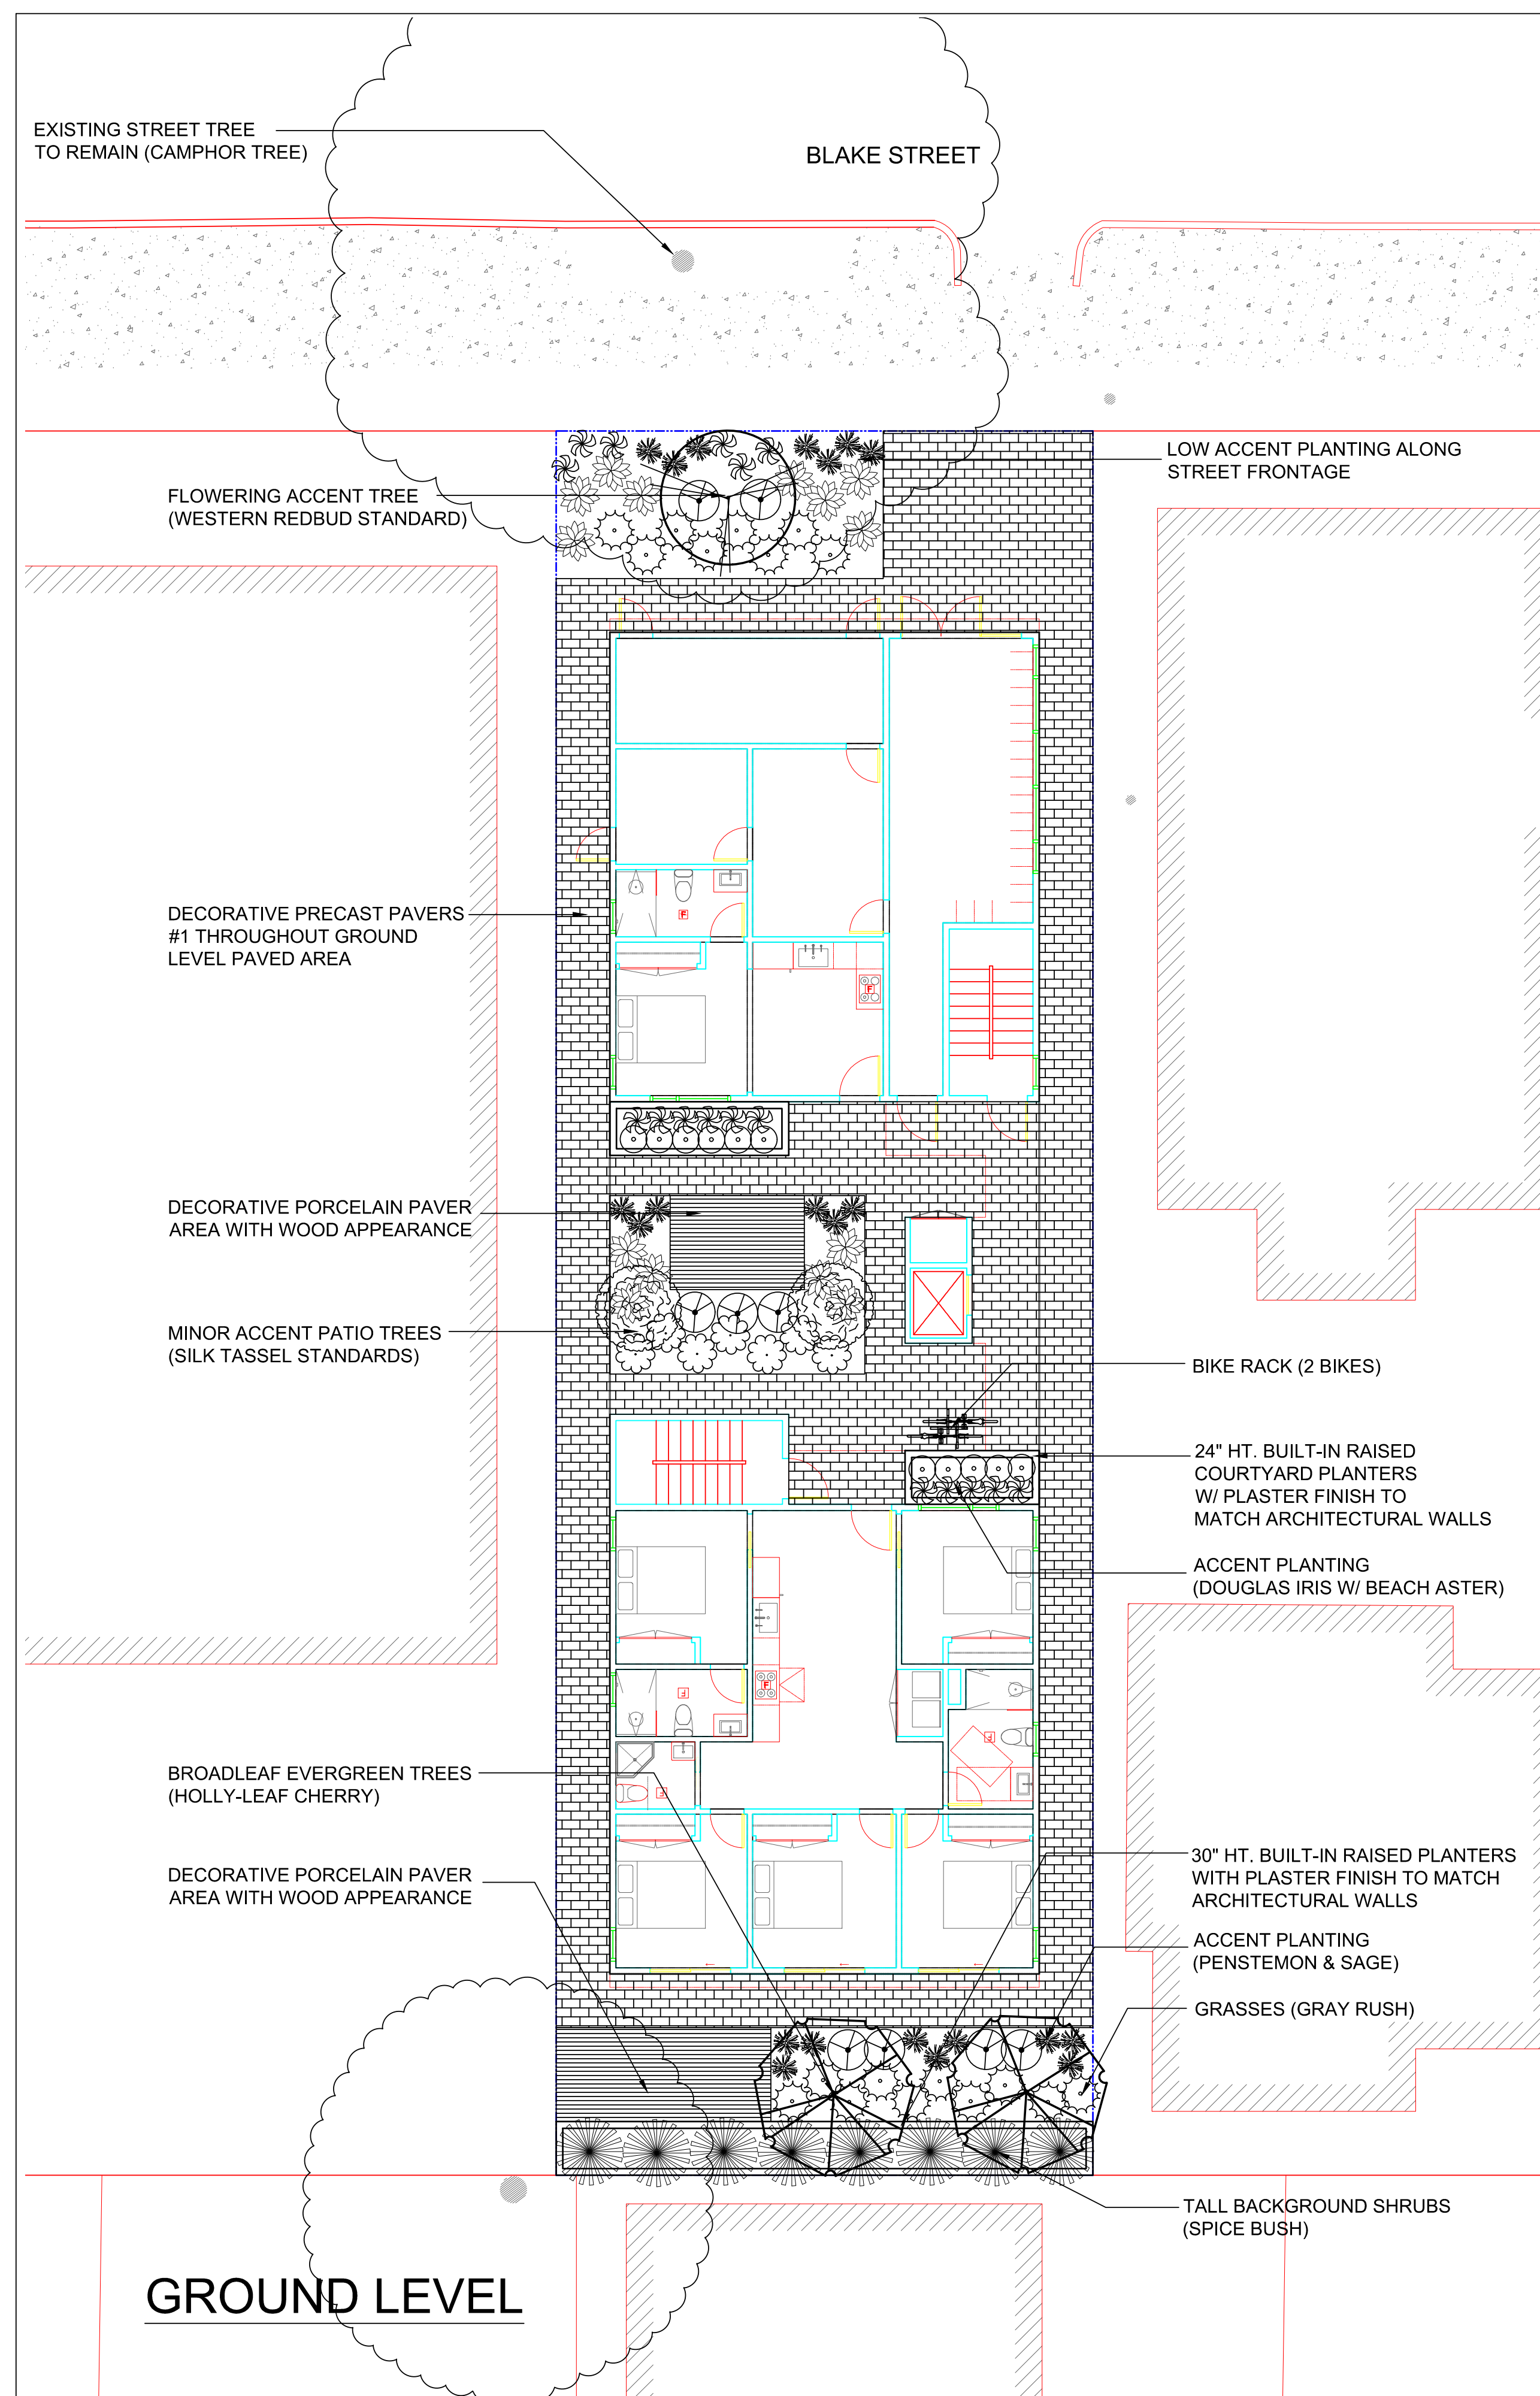 EXISTING STREET TREE
TO REMAIN (CAMPHOR TREE)
BLAKE STREET
LOW ACCENT PLANTING ALONG
STREET FRONTAGE
FLOWERING ACCENT TREE
(WESTERN REDBUD STANDARD)
DECORATIVE PRECAST PAVERS
#1 THROUGHOUT GROUND
LEVEL PAVED AREA
F
F
DECORATIVE PORCELAIN PAVER
AREA WITH WOOD APPEARANCE
MINOR ACCENT PATIO TREES
(SILK TASSEL STANDARDS)
BIKE RACK (2 BIKES)
24" HT. BUILT-IN RAISED
COURTYARD PLANTERS
W/ PLASTER FINISH TO
MATCH ARCHITECTURAL WALLS
ACCENT PLANTING
(DOUGLAS IRIS W/ BEACH ASTER)
F
F
F
F
BROADLEAF EVERGREEN TREES
(HOLLY-LEAF CHERRY)
DECORATIVE PORCELAIN PAVER
AREA WITH WOOD APPEARANCE
30" HT. BUILT-IN RAISED PLANTERS
WITH PLASTER FINISH TO MATCH
ARCHITECTURAL WALLS
ACCENT PLANTING
(PENSTEMON & SAGE)
GRASSES (GRAY RUSH)
TALL BACKGROUND SHRUBS
(SPICE BUSH)
GROUND LEVEL